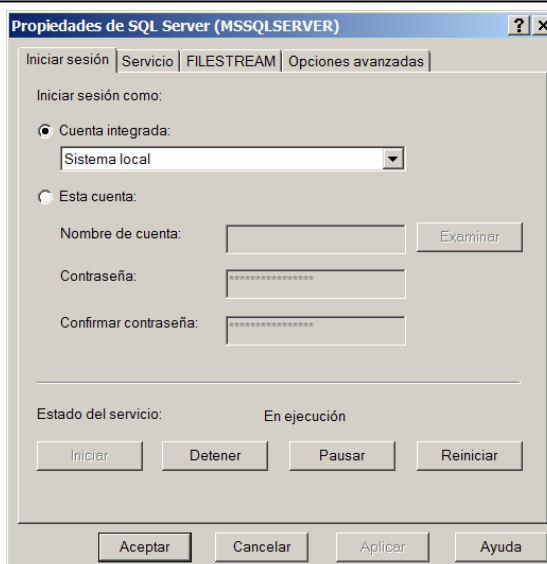 Propiedades de SQL Server (MSSQLSERVER)
Iniciar sesión Servicio FILESTREAM Opciones avanzadas
Iniciar sesión como:
Cuenta integrada:
Sistema local
Esta cuenta:
Nombre de cuenta: Examinar
Contraseña: ****************
Confirmar contraseña: ****************
Estado del servicio: En ejecución
Iniciar Detener Pausar Reiniciar
Aceptar Cancelar Aplicar Ayuda